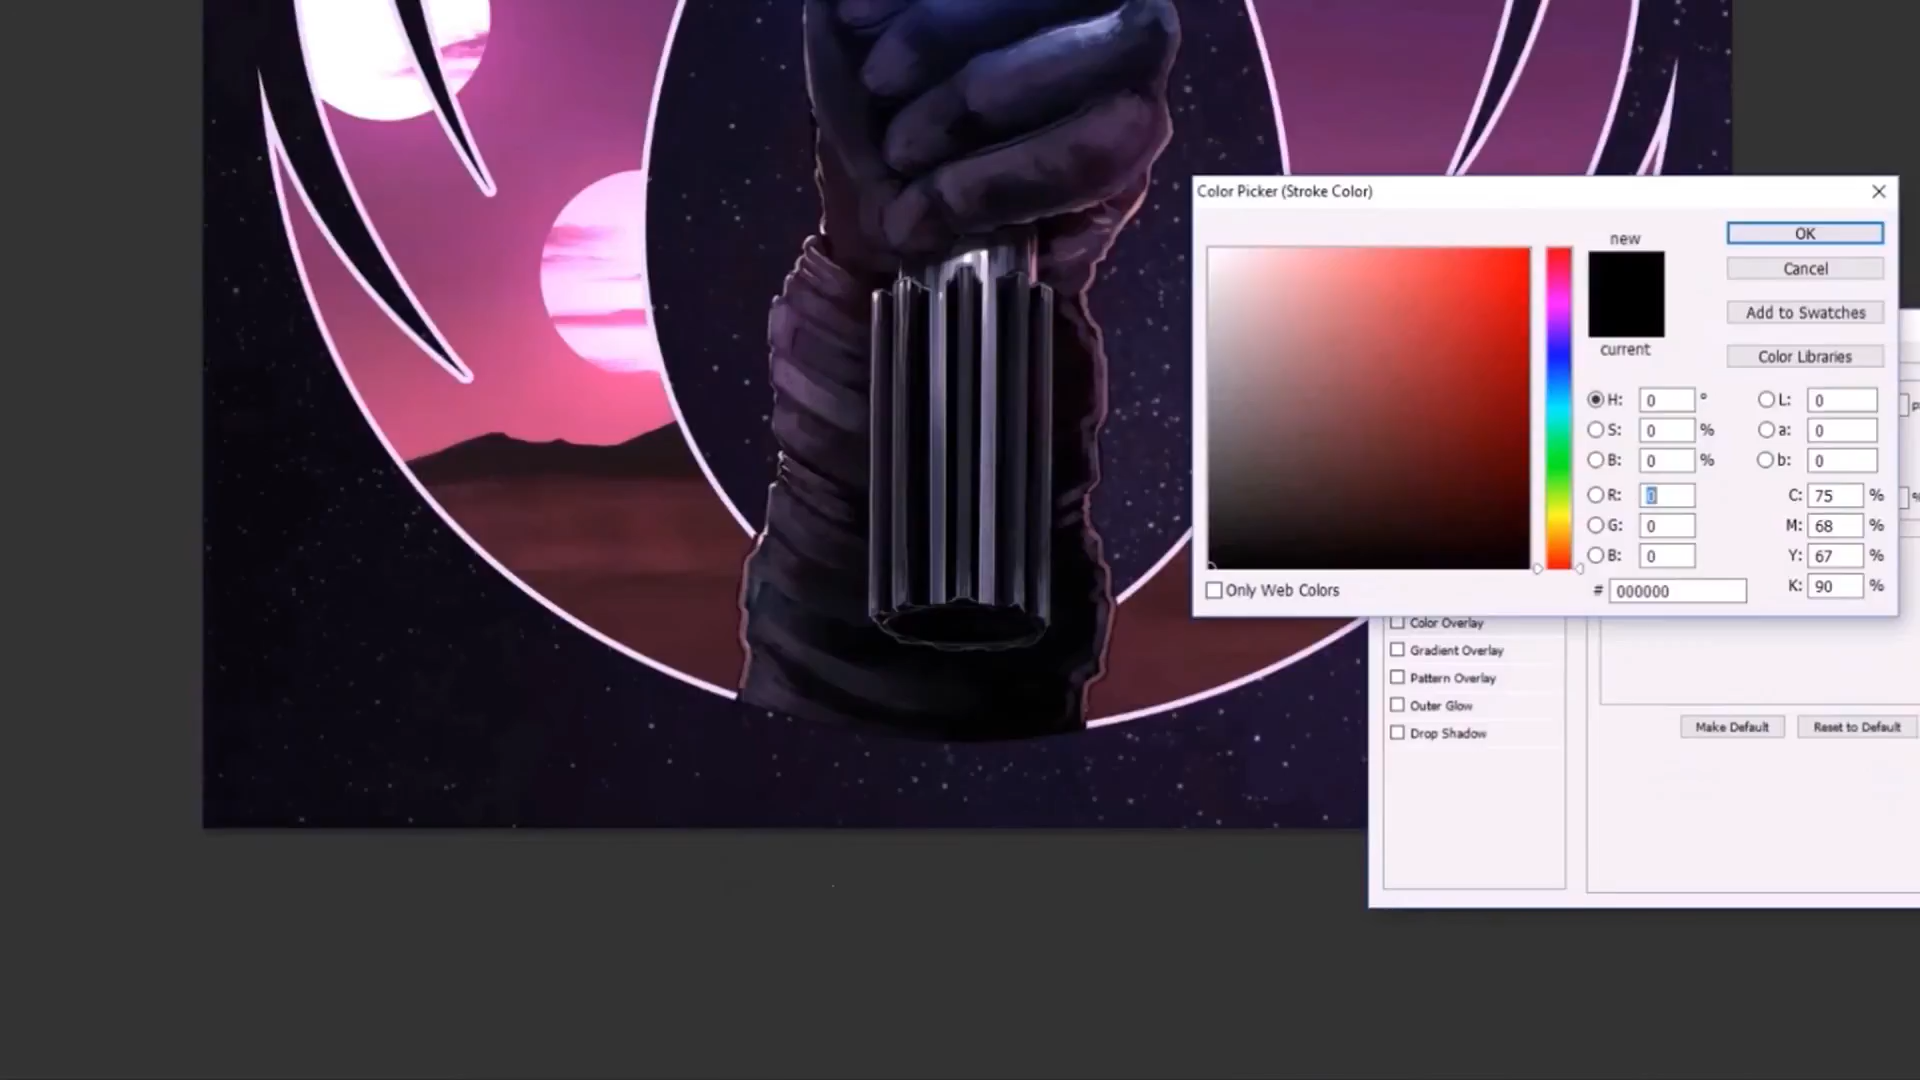 Color Picker (Stroke Color)
new
current
OK
Cancel
Add to Swatches
Color Libraries
H: 0 °
S: 0 %
B: 0 %
R: 0
G: 0
B: 0
# 000000
L: 0
a: 0
b: 0
C: 75 %
M: 68 %
Y: 67 %
K: 90 %
Only Web Colors
Color Overlay
Gradient Overlay
Pattern Overlay
Outer Glow
Drop Shadow
Make Default
Reset to Default